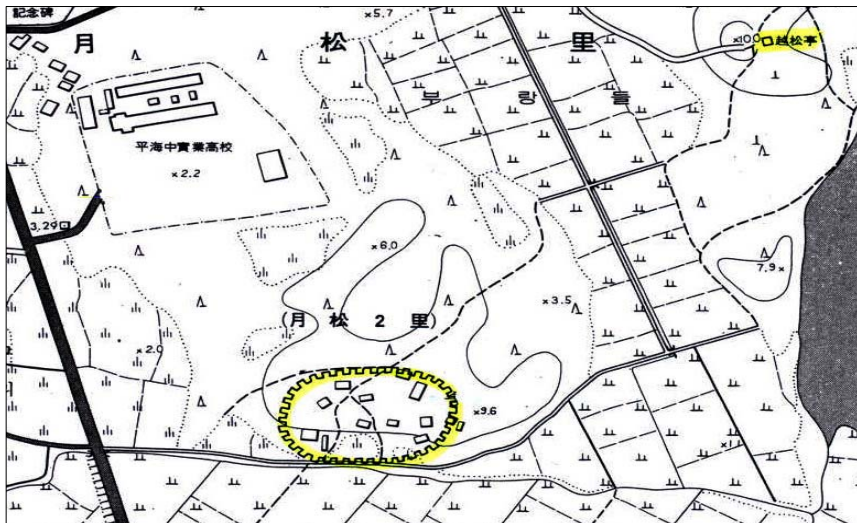 記念碑
×5.7
月 松 里
×10.0
越松亭
부 랑 들
平海中實業高校
×2.2
3.29
×6.0
7.9×
×3.5
(月 松 2 里)
×2.0
×9.6